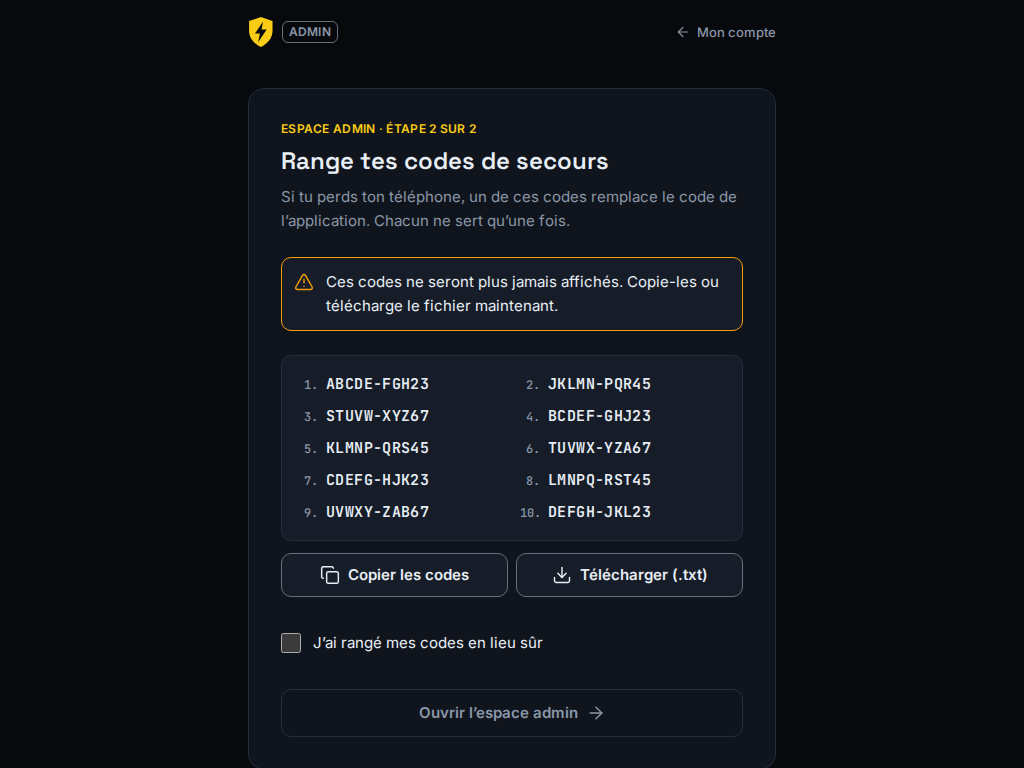 ADMIN
Mon compte
ESPACE ADMIN · ÉTAPE 2 SUR 2
Range tes codes de secours
Si tu perds ton téléphone, un de ces codes remplace le code de
l’application. Chacun ne sert qu’une fois.
Ces codes ne seront plus jamais affichés. Copie-les ou
télécharge le fichier maintenant.
1. ABCDE-FGH23 2. JKLMN-PQR45
3. STUVW-XYZ67 4. BCDEF-GHJ23
5. KLMNP-QRS45 6. TUVWX-YZA67
7. CDEFG-HJK23 8. LMNPQ-RST45
9. UVWXY-ZAB67 10. DEFGH-JKL23
Copier les codes Télécharger (.txt)
J’ai rangé mes codes en lieu sûr
Ouvrir l’espace admin